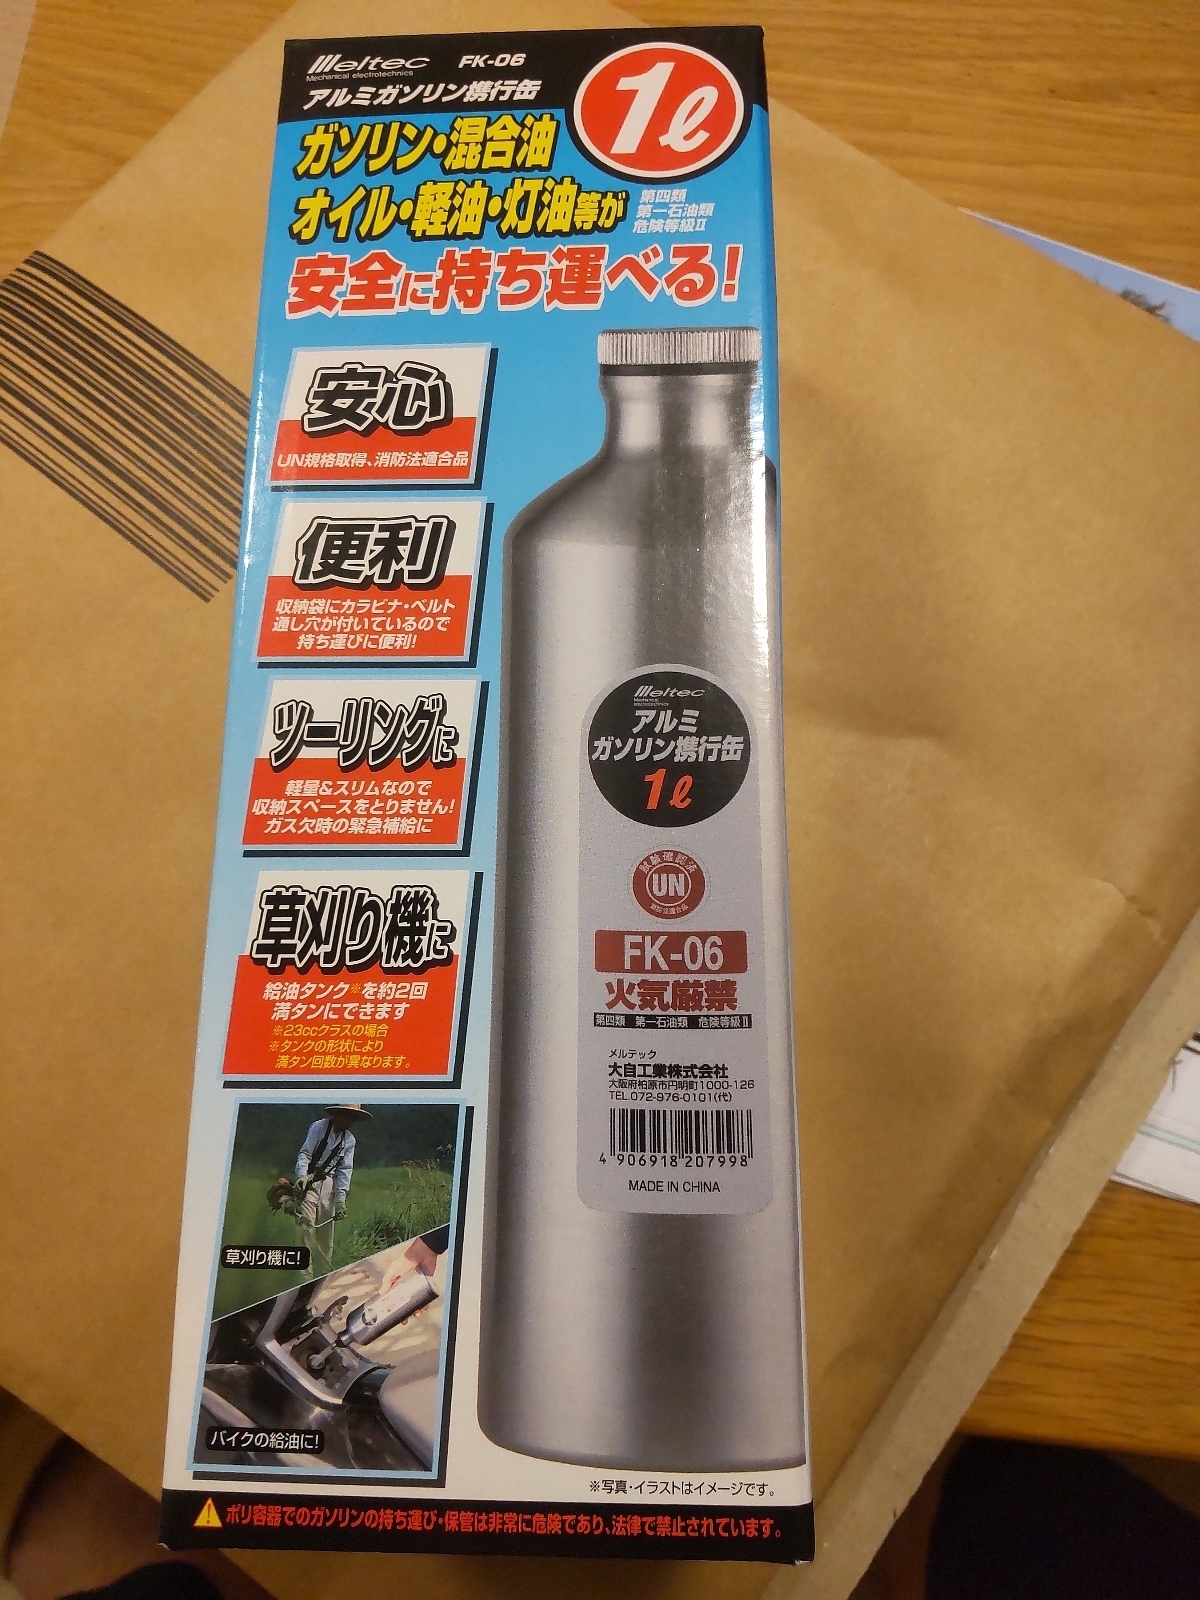 Meltec FK-06
Mechanical electrotechnics
アルミガソリン携行缶
1ℓ
ガソリン・混合油
オイル・軽油・灯油等が
第四類
第一石油類
危険等級Ⅱ
安全に持ち運べる!
安心
UN規格取得、消防法適合品
便利
収納袋にカラビナ・ベルト
通し穴が付いているので
持ち運びに便利!
ツーリングに
軽量&スリムなので
収納スペースをとりません!
ガス欠時の緊急補給に
草刈り機に
給油タンク※を約2回
満タンにできます
※23ccクラスの場合
※タンクの形状により
満タン回数が異なります。
草刈り機に!
バイクの給油に!
Meltec
Mechanical
electrotechnics
アルミ
ガソリン携行缶
1ℓ
試験確認済
UN
FK-06
火気厳禁
第四類 第一石油類 危険等級Ⅱ
メルテック
大自工業株式会社
大阪府柏原市円明町1000-126
TEL.072-976-0101(代)
4 906918 207998
MADE IN CHINA
※写真・イラストはイメージです。
ポリ容器でのガソリンの持ち運び・保管は非常に危険であり、法律で禁止されています。